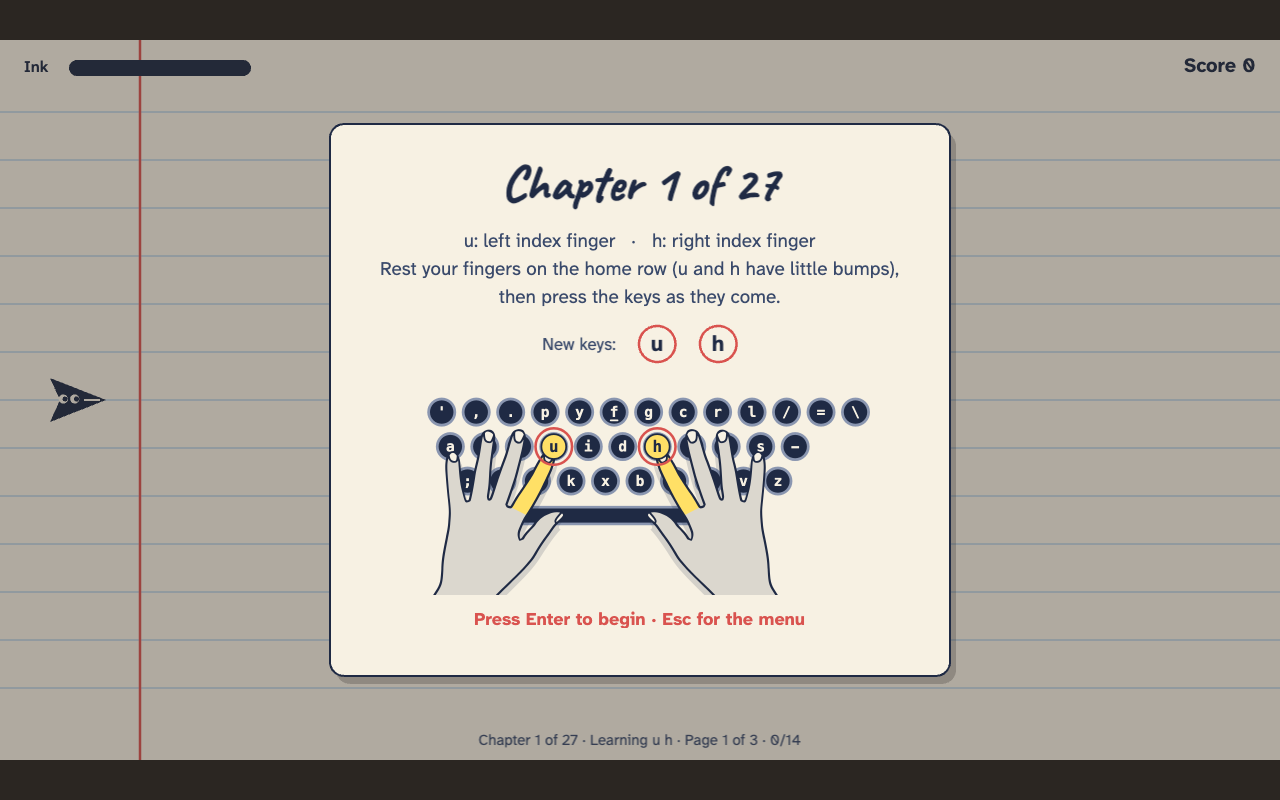 Ink
Score 0
Chapter 1 of 27
u: left index finger · h: right index finger
Rest your fingers on the home row (u and h have little bumps),
then press the keys as they come.
New keys: u h
' , . p y f g c r l / = \
a u i d h s -
; k x b v z
Press Enter to begin · Esc for the menu
Chapter 1 of 27 · Learning u h · Page 1 of 3 · 0/14